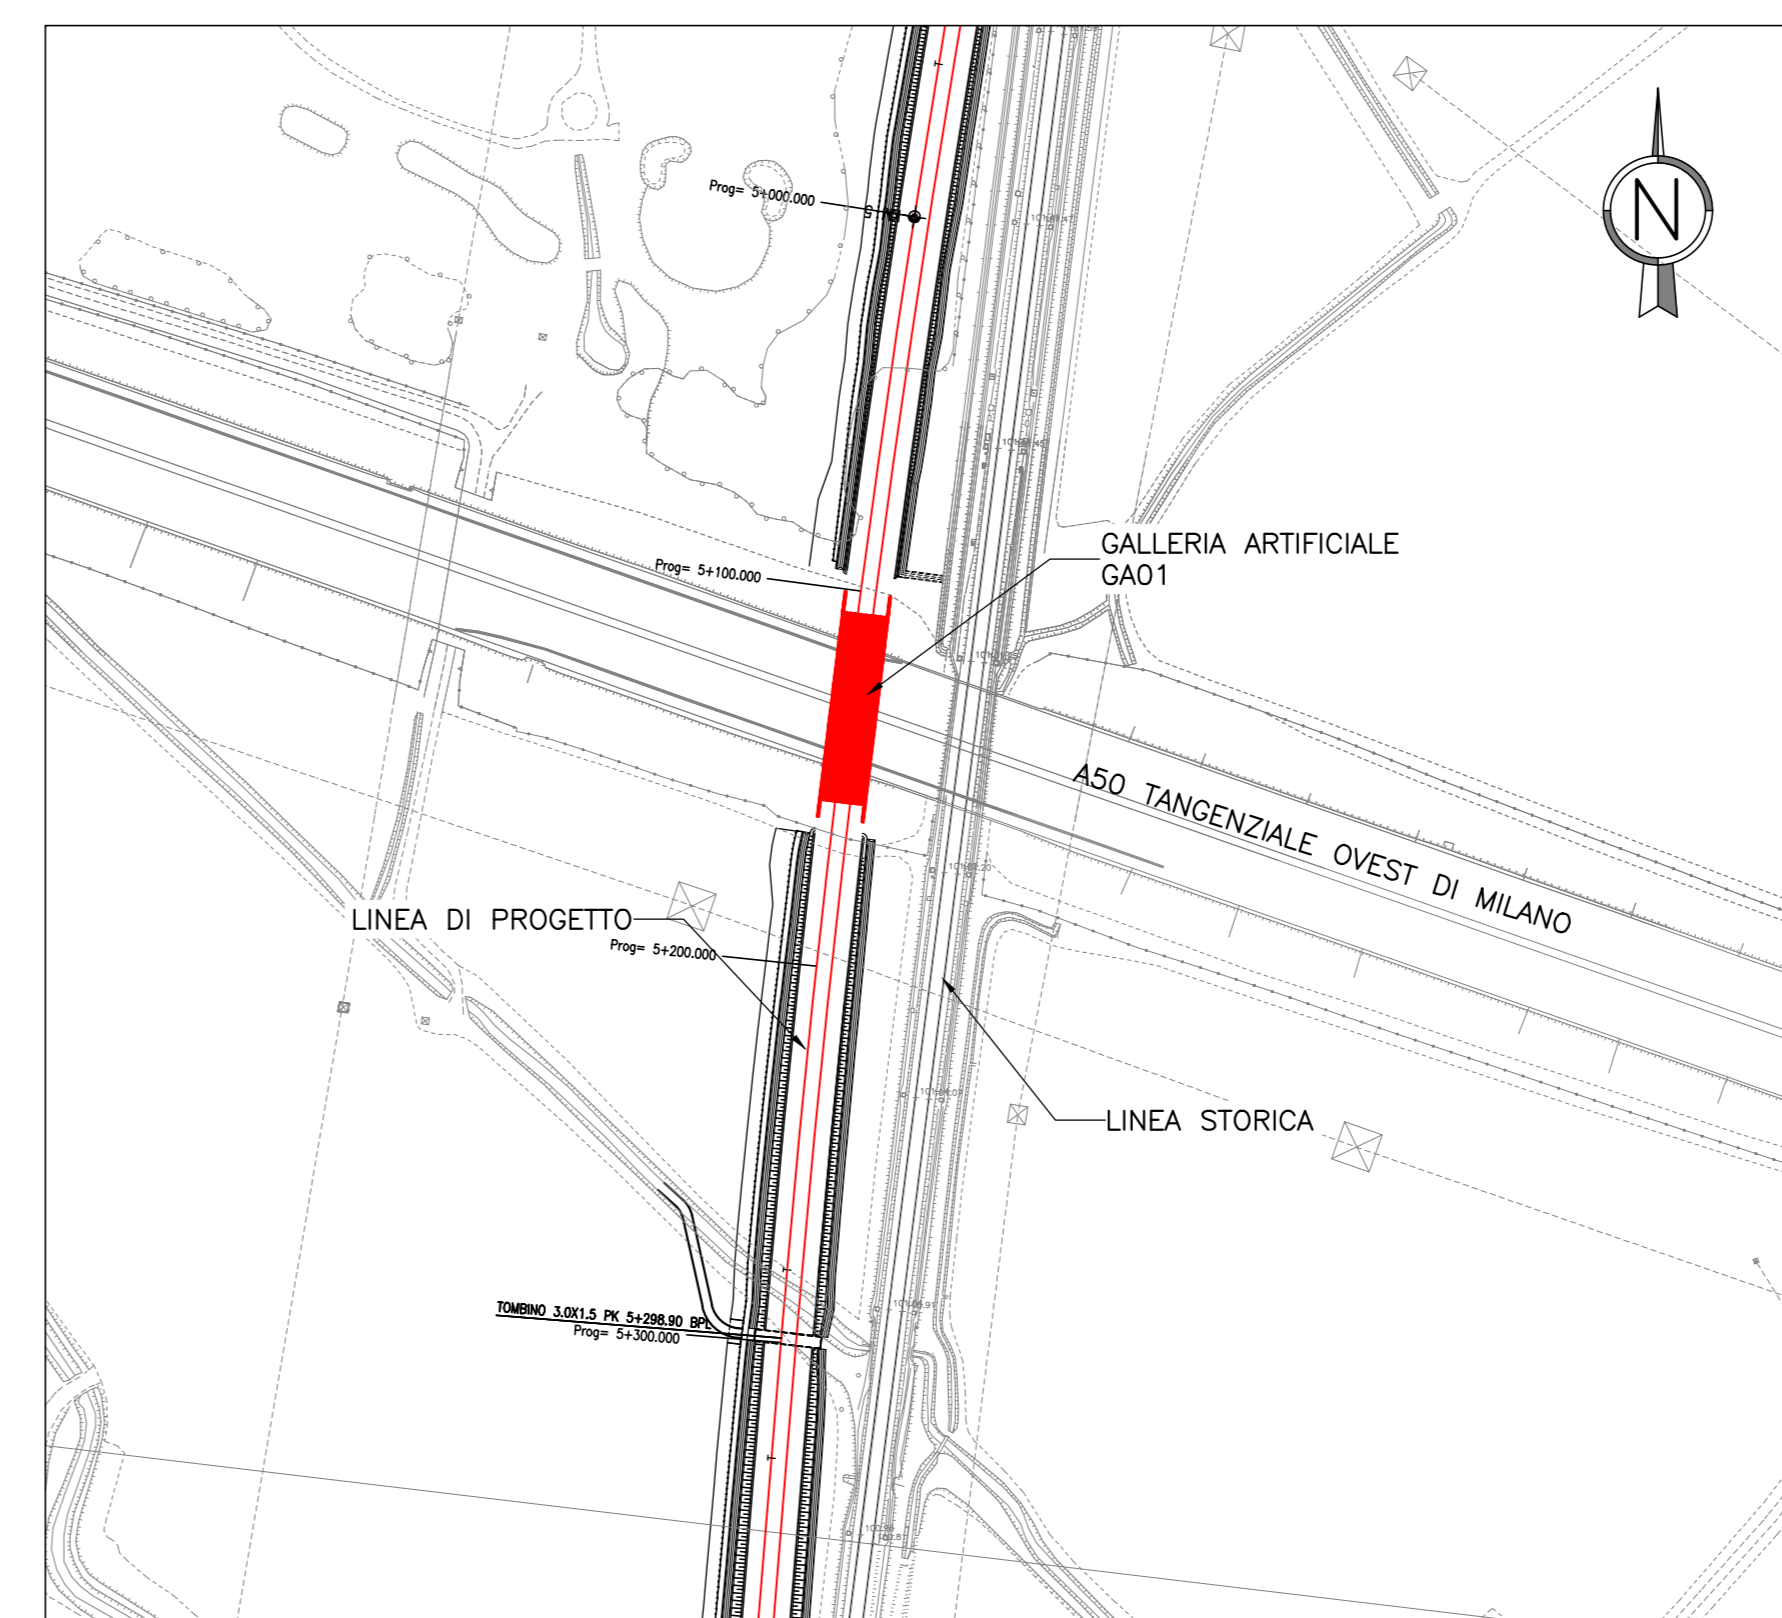 Prog= 5+000.000
N
Prog= 5+100.000
GALLERIA ARTIFICIALE
GA01
A50 TANGENZIALE OVEST DI MILANO
LINEA DI PROGETTO
Prog= 5+200.000
LINEA STORICA
TOMBINO 3.0X1.5 PK 5+298.90 BPL
Prog= 5+300.000